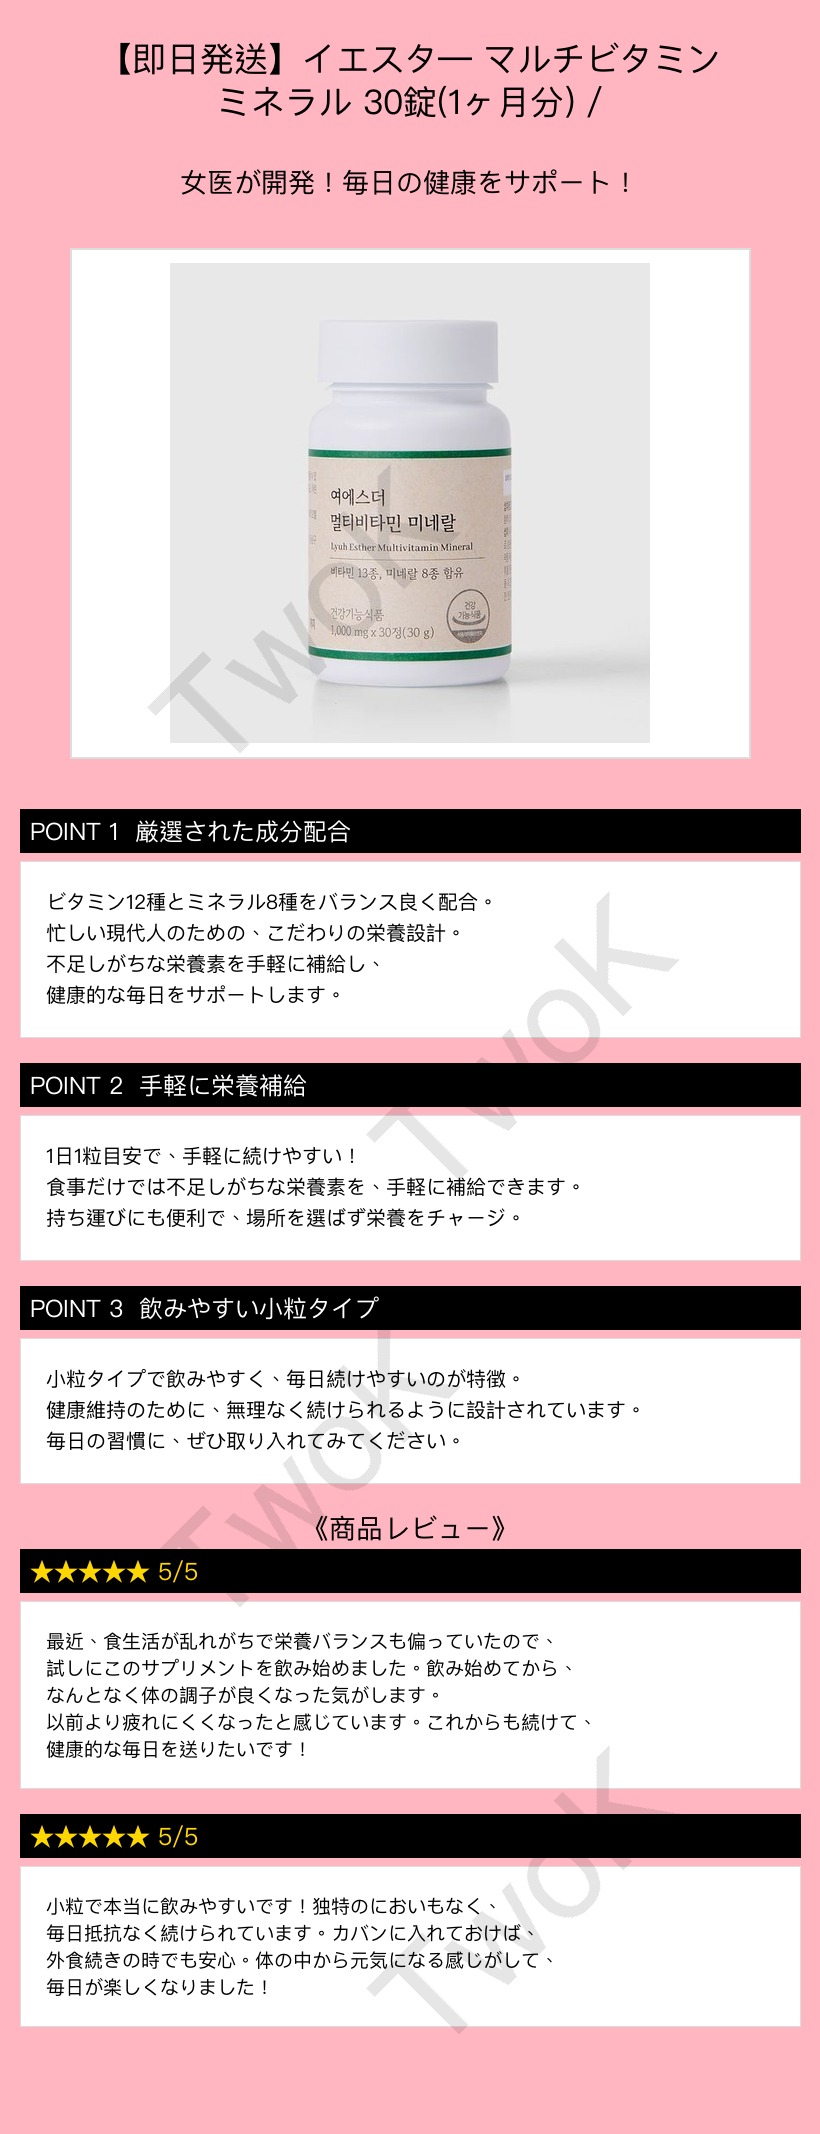 【即日発送】イエスター マルチビタミン
ミネラル 30錠(1ヶ月分) /
女医が開発！毎日の健康をサポート！
여에스더
멀티비타민 미네랄
Lyuh Esther Multivitamin Mineral
비타민 13종, 미네랄 8종 함유
건강기능식품
1,000 mg x 30정(30 g)
건강
기능식품
TwoK
POINT 1 厳選された成分配合
ビタミン12種とミネラル8種をバランス良く配合。
忙しい現代人のための、こだわりの栄養設計。
不足しがちな栄養素を手軽に補給し、
健康的な毎日をサポートします。
TwoK
POINT 2 手軽に栄養補給
1日1粒目安で、手軽に続けやすい！
食事だけでは不足しがちな栄養素を、手軽に補給できます。
持ち運びにも便利で、場所を選ばず栄養をチャージ。
POINT 3 飲みやすい小粒タイプ
小粒タイプで飲みやすく、毎日続けやすいのが特徴。
健康維持のために、無理なく続けられるように設計されています。
毎日の習慣に、ぜひ取り入れてみてください。
TwoK
《商品レビュー》
★★★★★ 5/5
最近、食生活が乱れがちで栄養バランスも偏っていたので、
試しにこのサプリメントを飲み始めました。飲み始めてから、
なんとなく体の調子が良くなった気がします。
以前より疲れにくくなったと感じています。これからも続けて、
健康的な毎日を送りたいです！
★★★★★ 5/5
小粒で本当に飲みやすいです！独特のにおいもなく、
毎日抵抗なく続けられています。カバンに入れておけば、
外食続きの時でも安心。体の中から元気になる感じがして、
毎日が楽しくなりました！
TwoK